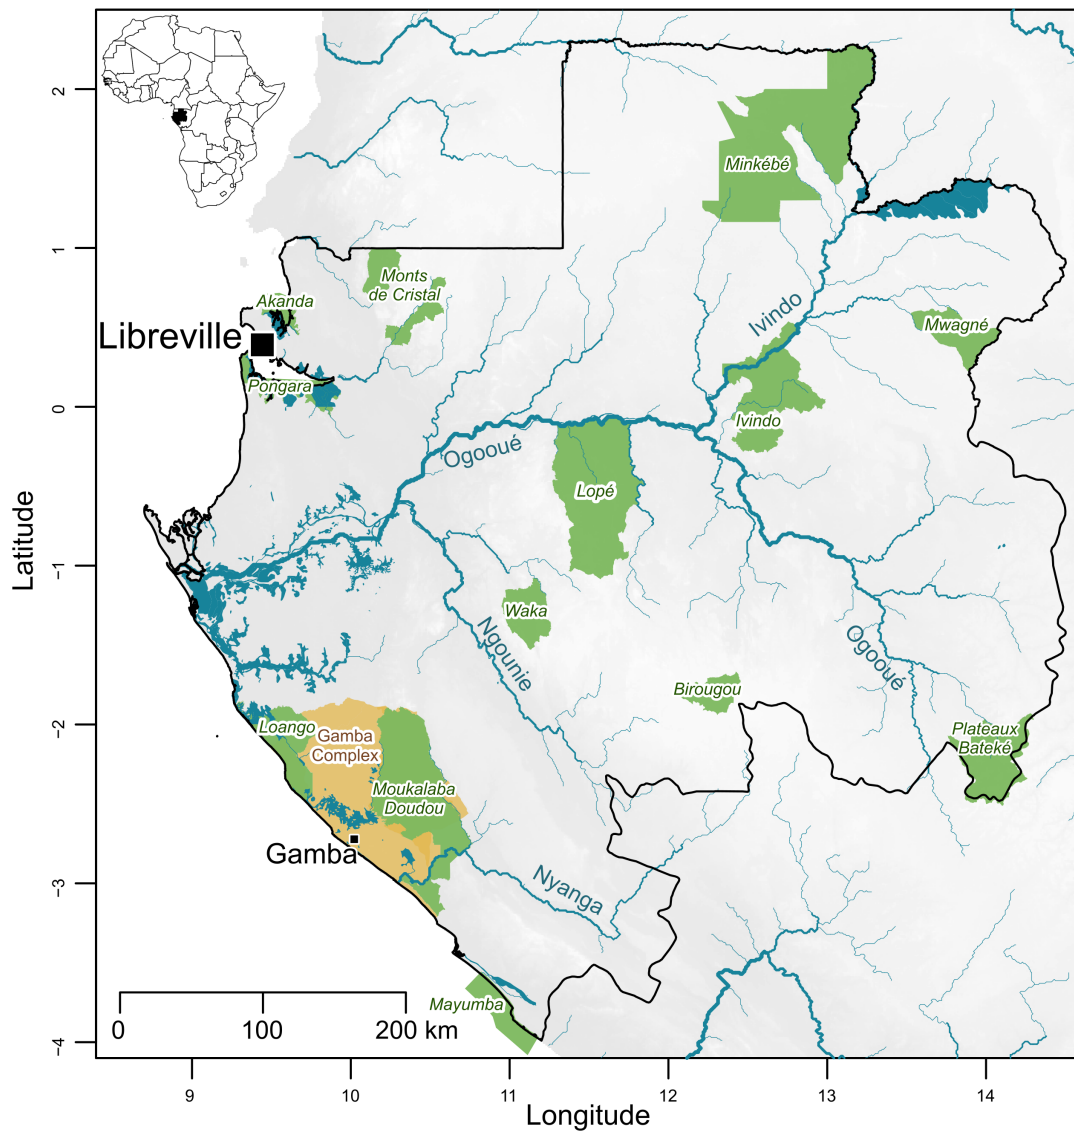 2
Minkébé
1
Monts
de Cristal
Akanda
Ivindo
Mwagné
Libreville
Pongara
0
Ivindo
Ogooué
Lopé
Latitude
−1
Waka
Ngounie
Ogooué
Birougou
−2
Loango
Gamba
Complex
Plateaux
Batéké
Moukalaba
Doudou
Gamba
−3
Nyanga
Mayumba
0
100
200 km
−4
9
10
11
12
13
14
Longitude